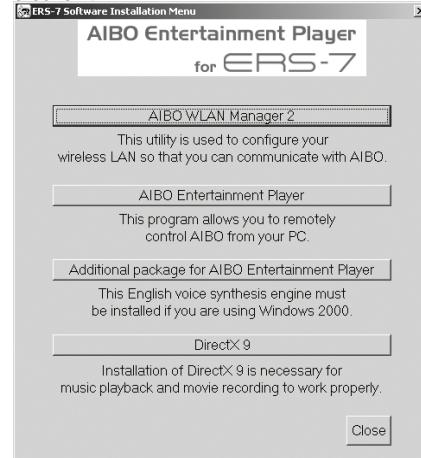 ERS-7 Software Installation Menu
AIBO Entertainment Player
for ERS-7
AIBO WLAN Manager 2
This utility is used to configure your
wireless LAN so that you can communicate with AIBO.
AIBO Entertainment Player
This program allows you to remotely
control AIBO from your PC.
Additional package for AIBO Entertainment Player
This English voice synthesis engine must
be installed if you are using Windows 2000.
DirectX 9
Installation of DirectX 9 is necessary for
music playback and movie recording to work properly.
Close